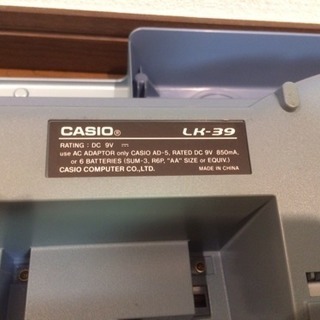 CASIO® LK-39
RATING : DC 9V ⎓
use AC ADAPTOR only CASIO AD-5, RATED DC 9V 850mA,
or 6 BATTERIES (SUM-3, R6P, "AA" SIZE or EQUIV.)
CASIO COMPUTER CO.,LTD. MADE IN CHINA